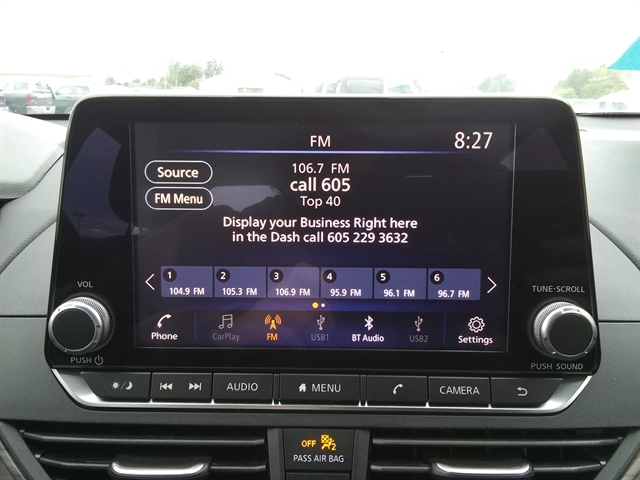 FM
8:27
Source
106.7 FM
call 605
FM Menu
Top 40
Display your Business Right here
in the Dash call 605 229 3632
1 2 3 4 5 6
104.9 FM 105.3 FM 106.9 FM 95.9 FM 96.1 FM 96.7 FM
VOL
TUNE·SCROLL
Phone CarPlay FM USB1 BT Audio USB2 Settings
PUSH
PUSH SOUND
AUDIO MENU CAMERA
OFF 2
PASS AIR BAG